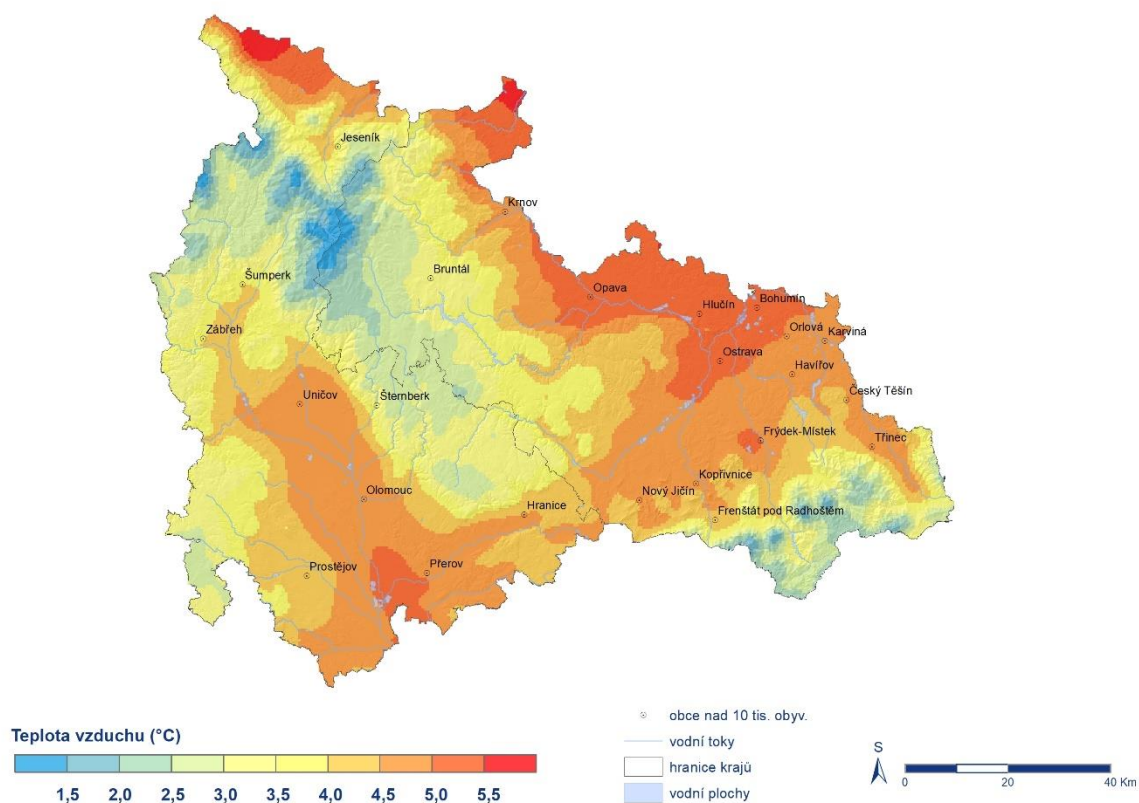 Jeseník
Krnov
Bruntál
Šumperk
Opava
Hlučín
Bohumín
Zábřeh
Orlová
Karviná
Ostrava
Havířov
Uničov
Šternberk
Český Těšín
Frýdek-Místek
Třinec
Kopřivnice
Olomouc
Nový Jičín
Hranice
Frenštát pod Radhoštěm
Prostějov
Přerov
Teplota vzduchu (°C)
1,5 2,0 2,5 3,0 3,5 4,0 4,5 5,0 5,5
obce nad 10 tis. obyv.
vodní toky
hranice krajů
vodní plochy
S
0 20 40 Km